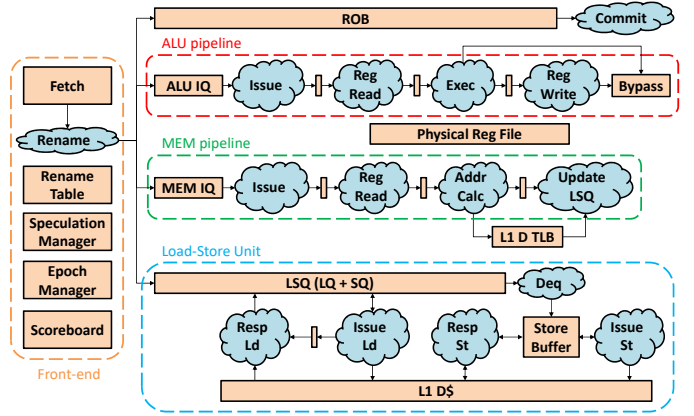 ROB
Commit
ALU pipeline
Fetch
ALU IQ
Issue
Reg
Read
Exec
Reg
Write
Bypass
Rename
Physical Reg File
MEM pipeline
Rename
Table
MEM IQ
Issue
Reg
Read
Addr
Calc
Update
LSQ
Speculation
Manager
L1 D TLB
Load-Store Unit
Epoch
Manager
LSQ (LQ + SQ)
Deq
Scoreboard
Resp
Ld
Issue
Ld
Resp
St
Store
Buffer
Issue
St
Front-end
L1 D$